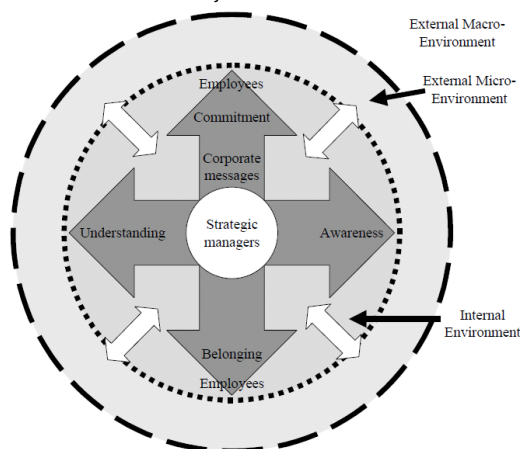 External Macro-
Environment
External Micro-
Environment
Employees
Commitment
Corporate
messages
Understanding
Strategic
managers
Awareness
Internal
Environment
Belonging
Employees